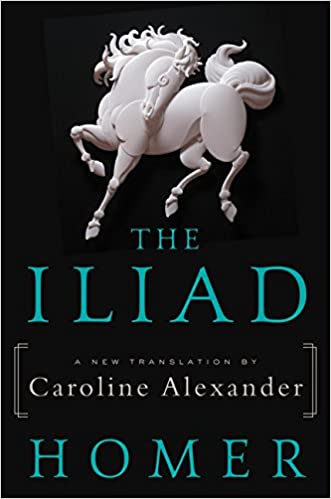 THE
ILIAD
A NEW TRANSLATION BY
Caroline Alexander
HOMER